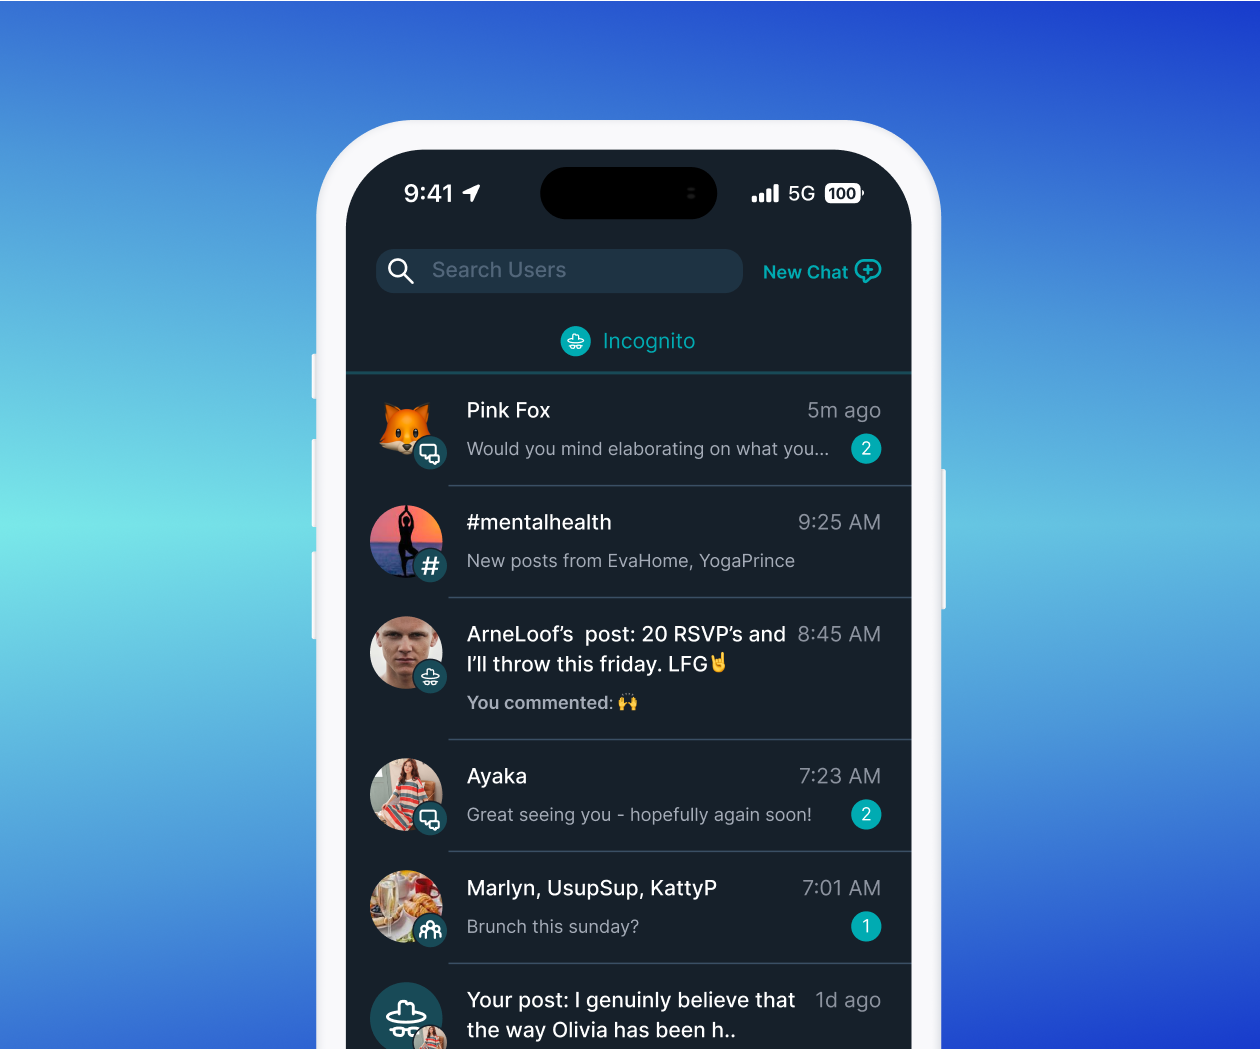 9:41 5G 100
Search Users New Chat
Incognito
Pink Fox 5m ago
Would you mind elaborating on what you... 2
#mentalhealth 9:25 AM
# New posts from EvaHome, YogaPrince
ArneLoof’s post: 20 RSVP’s and 8:45 AM
I’ll throw this friday. LFG🤘
You commented: 🙌
Ayaka 7:23 AM
Great seeing you - hopefully again soon! 2
Marlyn, UsupSup, KattyP 7:01 AM
Brunch this sunday? 1
Your post: I genuinly believe that 1d ago
the way Olivia has been h..